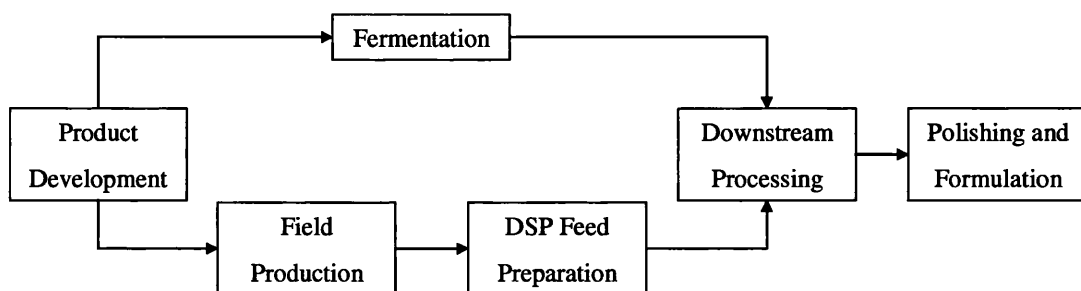 Fermentation
Product
Development
Downstream
Processing
Polishing and
Formulation
Field
Production
DSP Feed
Preparation